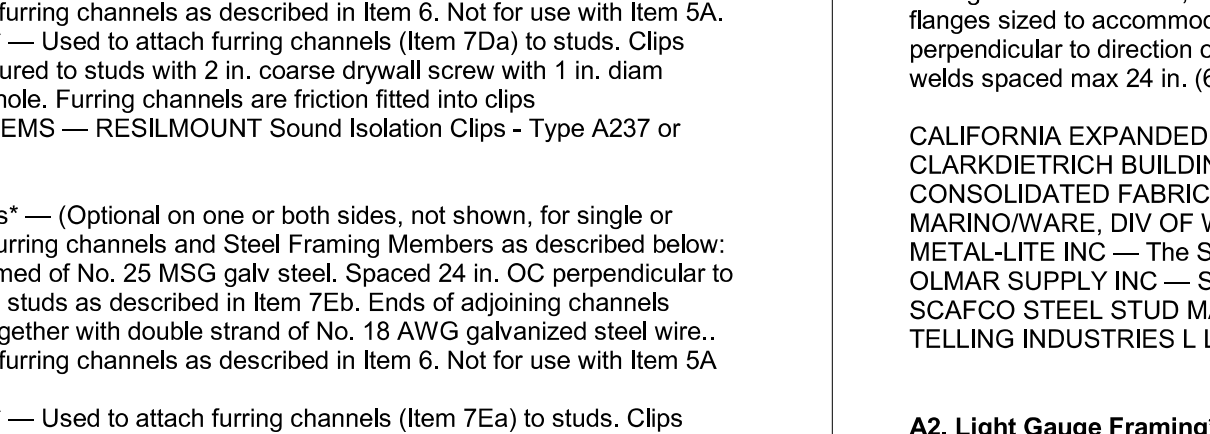 furring channels as described in Item 6. Not for use with Item 5A.
* — Used to attach furring channels (Item 7Da) to studs. Clips
ured to studs with 2 in. coarse drywall screw with 1 in. diam
hole. Furring channels are friction fitted into clips
EMS — RESILMOUNT Sound Isolation Clips - Type A237 or
s* — (Optional on one or both sides, not shown, for single or
urring channels and Steel Framing Members as described below:
med of No. 25 MSG galv steel. Spaced 24 in. OC perpendicular to
studs as described in Item 7Eb. Ends of adjoining channels
gether with double strand of No. 18 AWG galvanized steel wire..
furring channels as described in Item 6. Not for use with Item 5A
* — Used to attach furring channels (Item 7Ea) to studs. Clips
flanges sized to accommod
perpendicular to direction o
welds spaced max 24 in. (6
CALIFORNIA EXPANDED
CLARKDIETRICH BUILDIN
CONSOLIDATED FABRIC
MARINO/WARE, DIV OF W
METAL-LITE INC — The S
OLMAR SUPPLY INC — S
SCAFCO STEEL STUD MA
TELLING INDUSTRIES L L
A2. Light Gauge Framing*